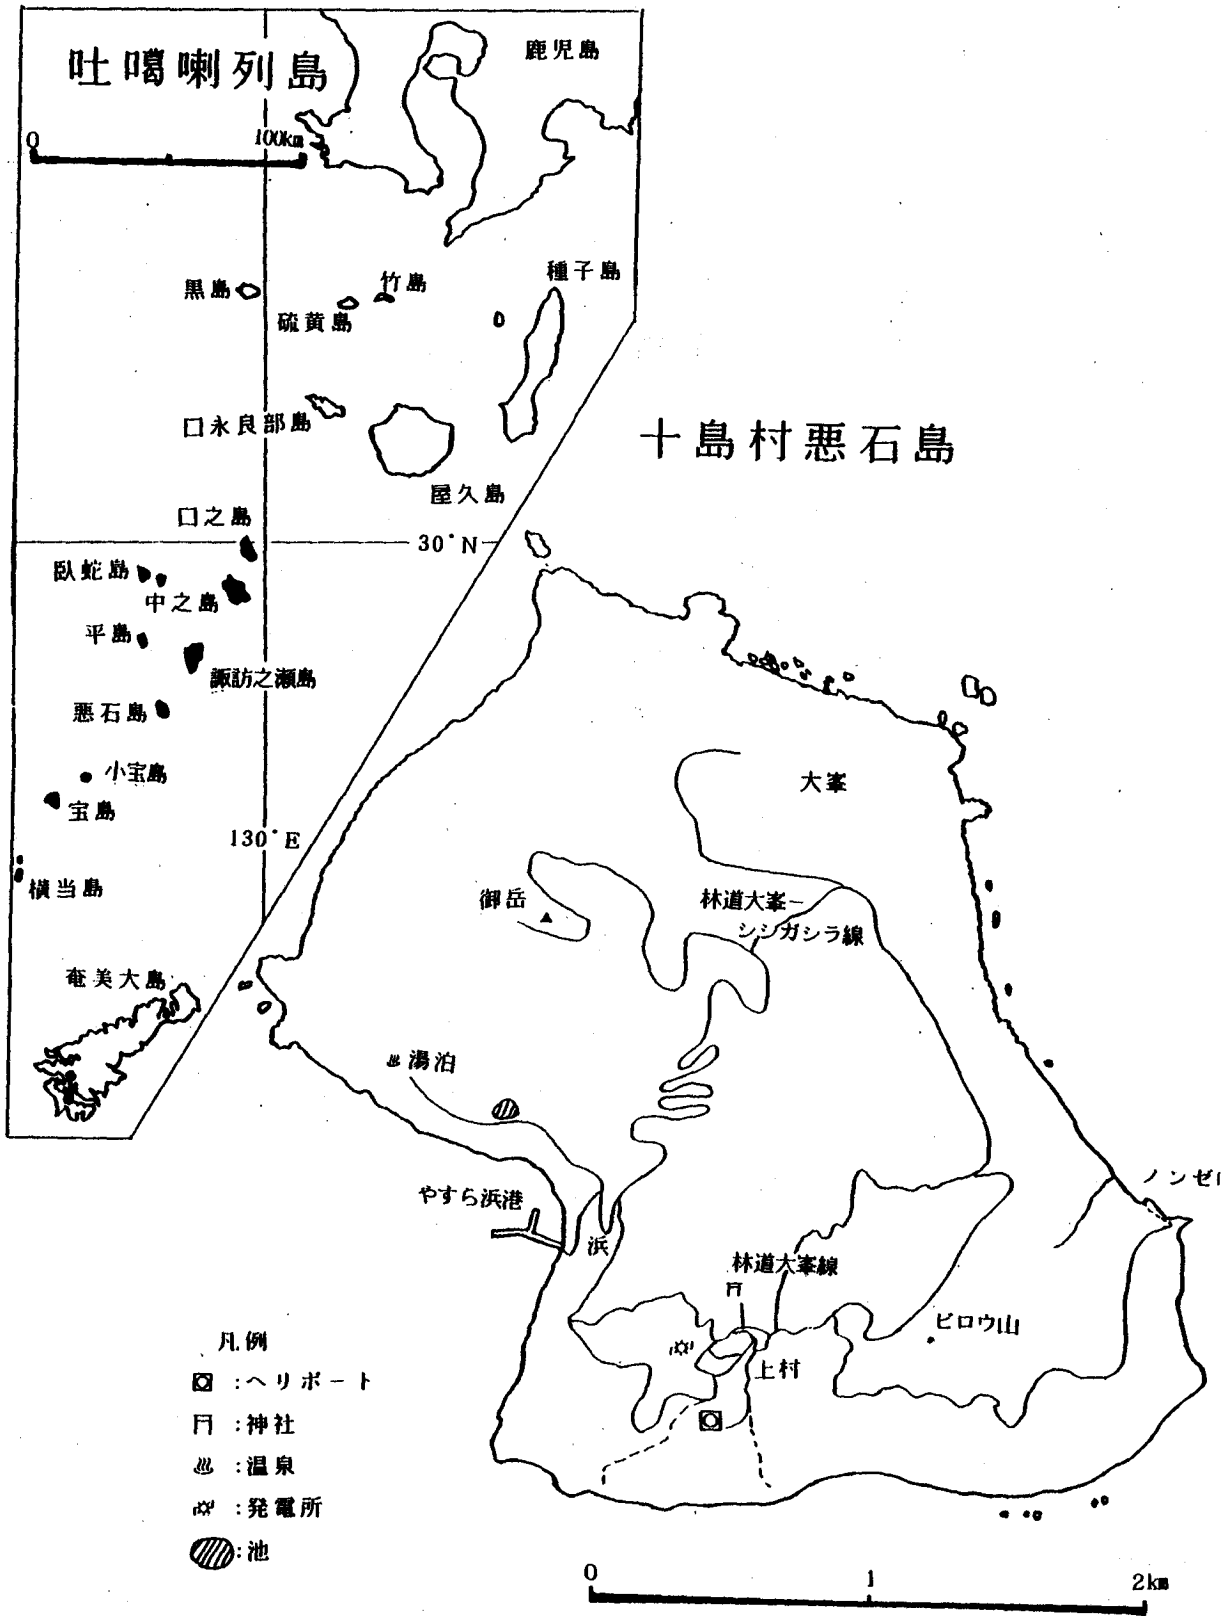 吐噶喇列島
鹿児島
0 100km
黒島
硫黄島
竹島
種子島
口永良部島
屋久島
口之島
30°N
臥蛇島
中之島
平島
諏訪之瀬島
悪石島
小宝島
宝島
130°E
横当島
奄美大島
十島村悪石島
大峯
御岳
林道大峯－
シシガシラ線
湯泊
やすら浜港
浜
ノンゼ
林道大峯線
ビロウ山
上村
凡例
:ヘリポート
:神社
:温泉
:発電所
:池
0 1 2km